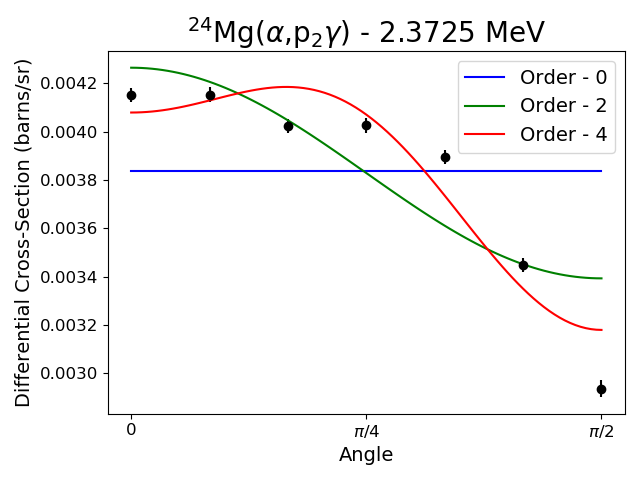 ²⁴Mg(α,p₂γ) - 2.3725 MeV
Order - 0
Order - 2
Order - 4
Differential Cross-Section (barns/sr)
0.0042
0.0040
0.0038
0.0036
0.0034
0.0032
0.0030
0 π/4 π/2
Angle